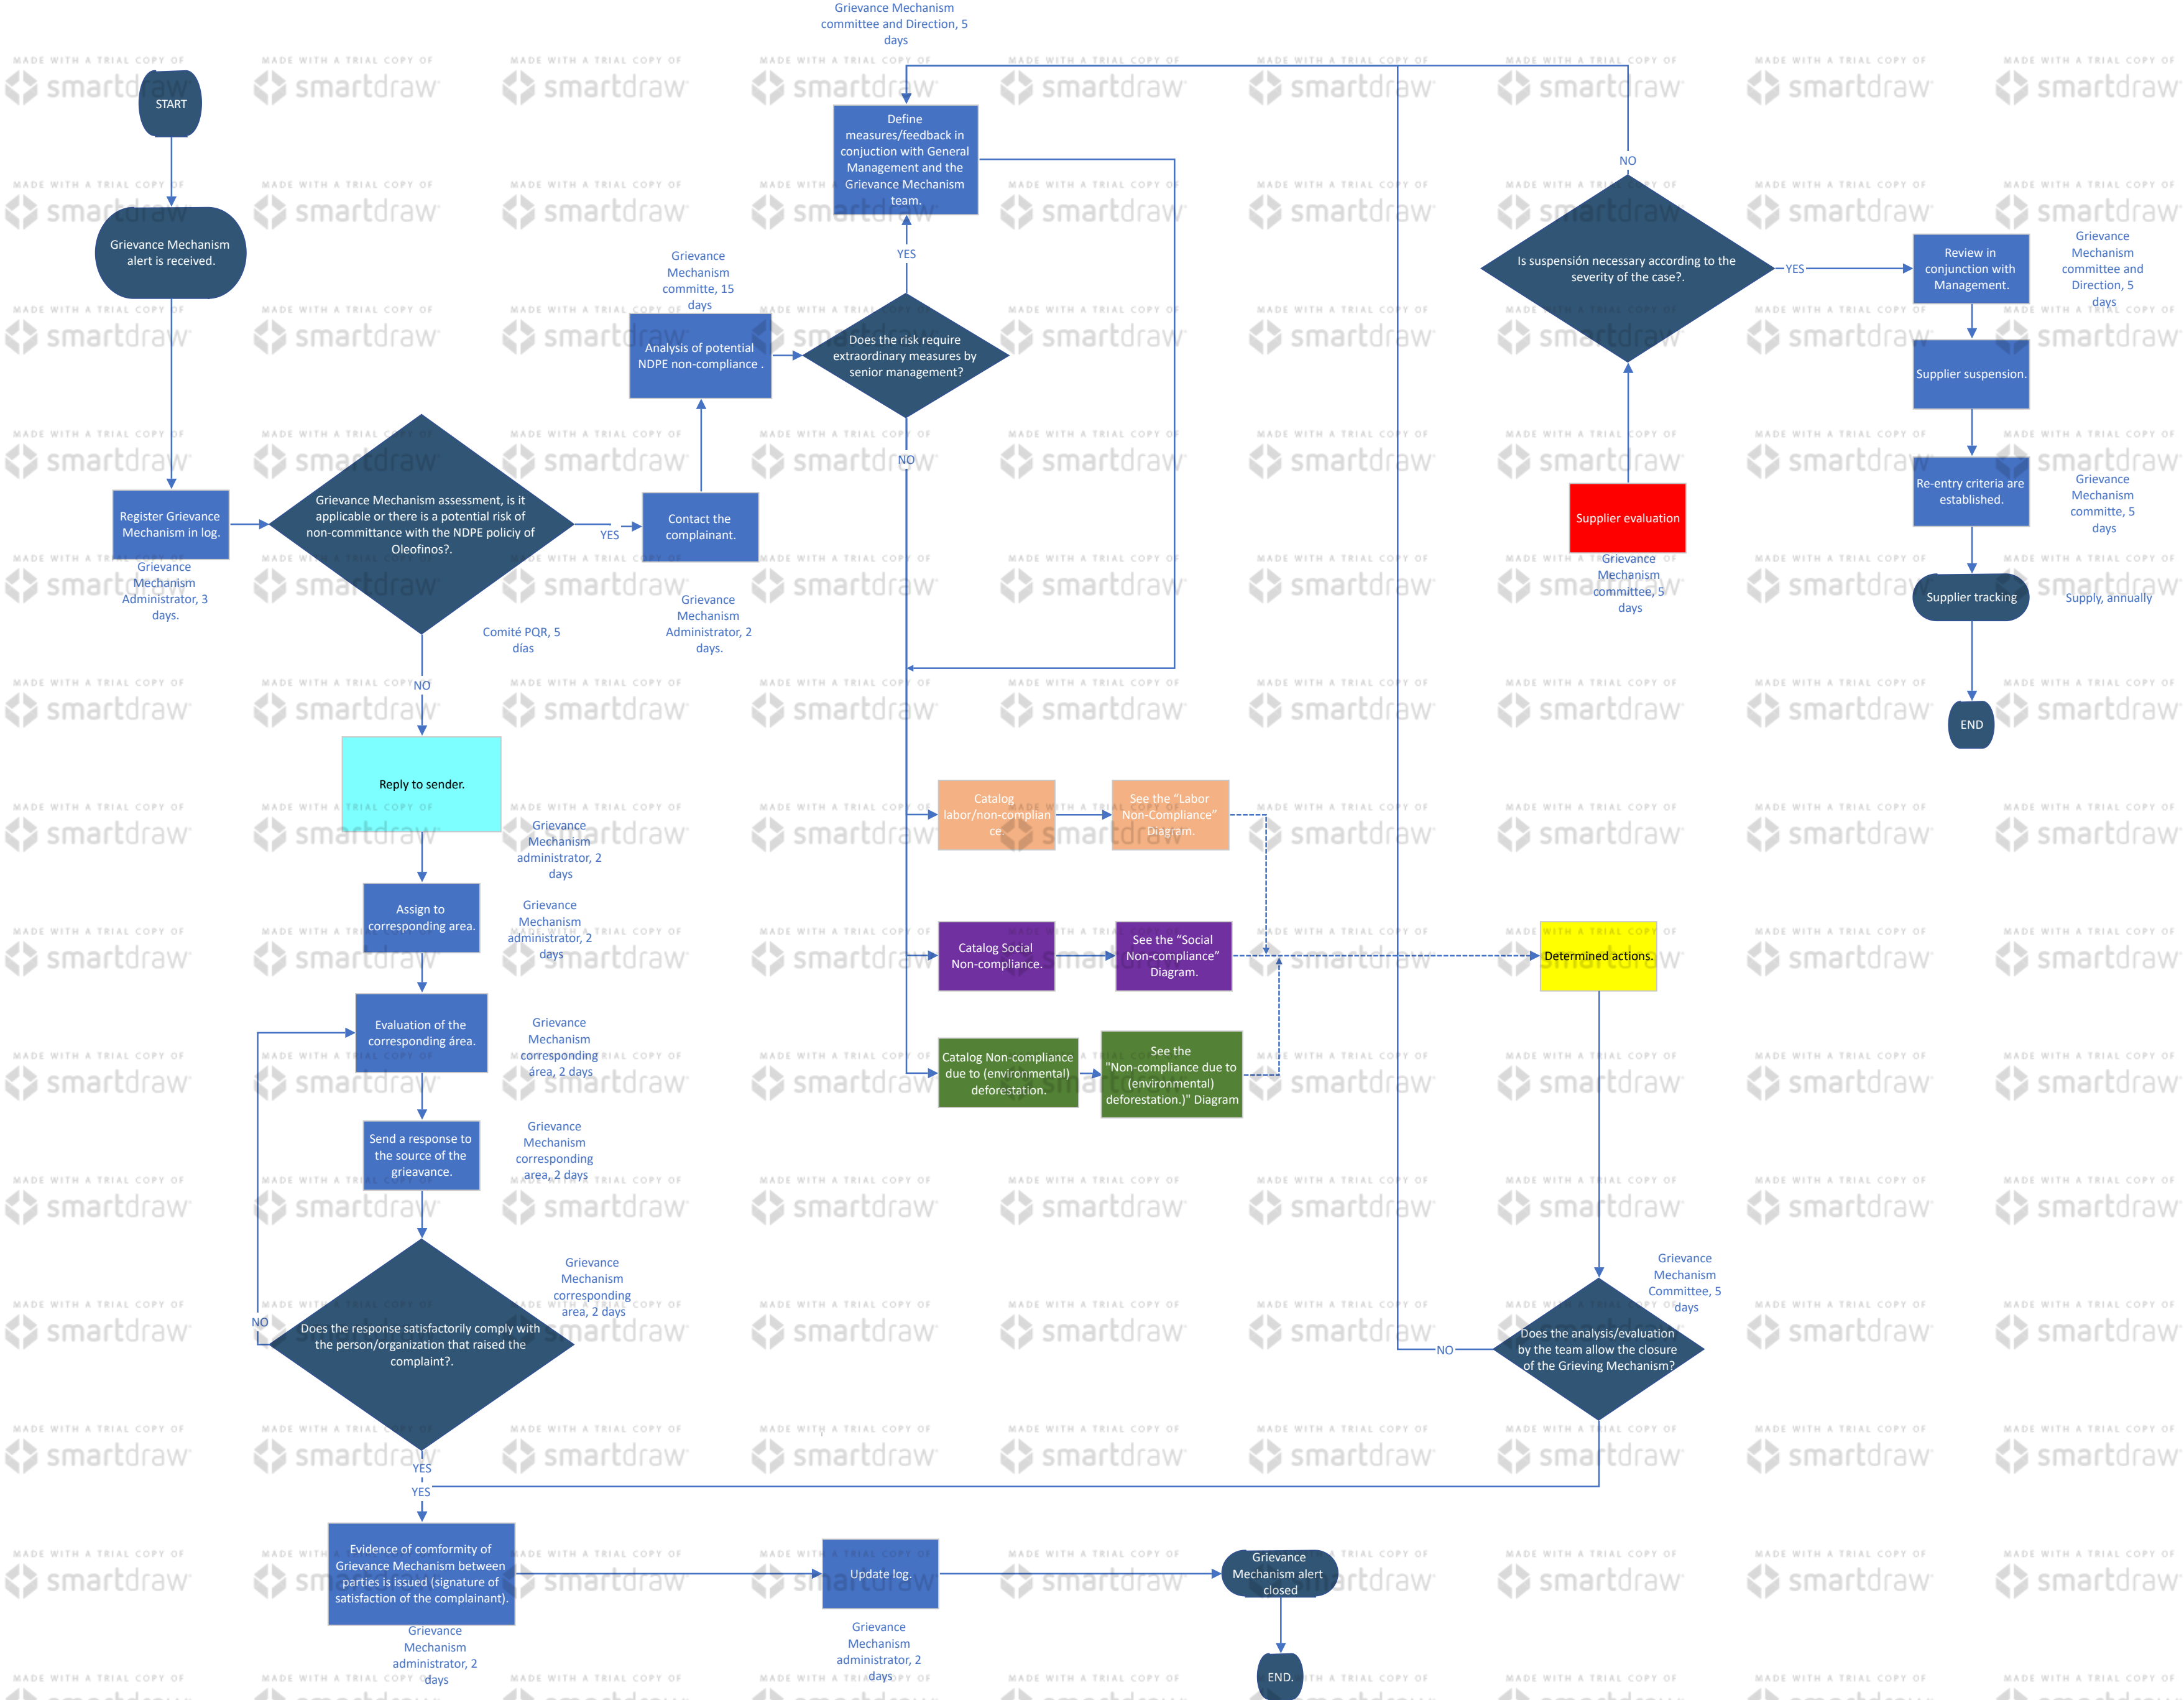 Grievance Mechanism
committee and Direction, 5
days
START
Grievance Mechanism
alert is received.
Register Grievance
Mechanism in log.
Grievance
Mechanism
Administrator, 3
days.
Grievance Mechanism assessment, is it
applicable or there is a potential risk of
non-committance with the NDPE policiy of
Oleofinos?.
YES
Comité PQR, 5
días
NO
Contact the
complainant.
Grievance
Mechanism
Administrator, 2
days.
Grievance
Mechanism
committe, 15
days
Analysis of potential
NDPE non-compliance .
Does the risk require
extraordinary measures by
senior management?
YES
NO
Define
measures/feedback in
conjuction with General
Management and the
Grievance Mechanism
team.
Reply to sender.
Grievance
Mechanism
administrator, 2
days
Assign to
corresponding area.
Grievance
Mechanism
administrator, 2
days
Evaluation of the
corresponding área.
Grievance
Mechanism
corresponding
área, 2 days
Send a response to
the source of the
grieavance.
Grievance
Mechanism
corresponding
area, 2 days
Does the response satisfactorily comply with
the person/organization that raised the
complaint?.
Grievance
Mechanism
corresponding
area, 2 days
NO
YES
YES
Evidence of comformity of
Grievance Mechanism between
parties is issued (signature of
satisfaction of the complainant).
Grievance
Mechanism
administrator, 2
days
Update log.
Grievance
Mechanism
administrator, 2
days
Grievance
Mechanism alert
closed
END.
Catalog
labor/non-complian
ce.
See the "Labor
Non-Compliance”
Diagram.
Catalog Social
Non-compliance.
See the “Social
Non-compliance”
Diagram.
Catalog Non-compliance
due to (environmental)
deforestation.
See the
"Non-compliance due to
(environmental)
deforestation.)" Diagram
Determined actions.
Grievance
Mechanism
Committee, 5
days
Does the analysis/evaluation
by the team allow the closure
of the Grieving Mechanism?
NO
Supplier evaluation
Grievance
Mechanism
committee, 5
days
Is suspensión necessary according to the
severity of the case?.
NO
YES
Review in
conjunction with
Management.
Grievance
Mechanism
committee and
Direction, 5
days
Supplier suspension.
Re-entry criteria are
established.
Grievance
Mechanism
committe, 5
days
Supplier tracking
Supply, annually
END
MADE WITH A TRIAL COPY OF
smartdraw